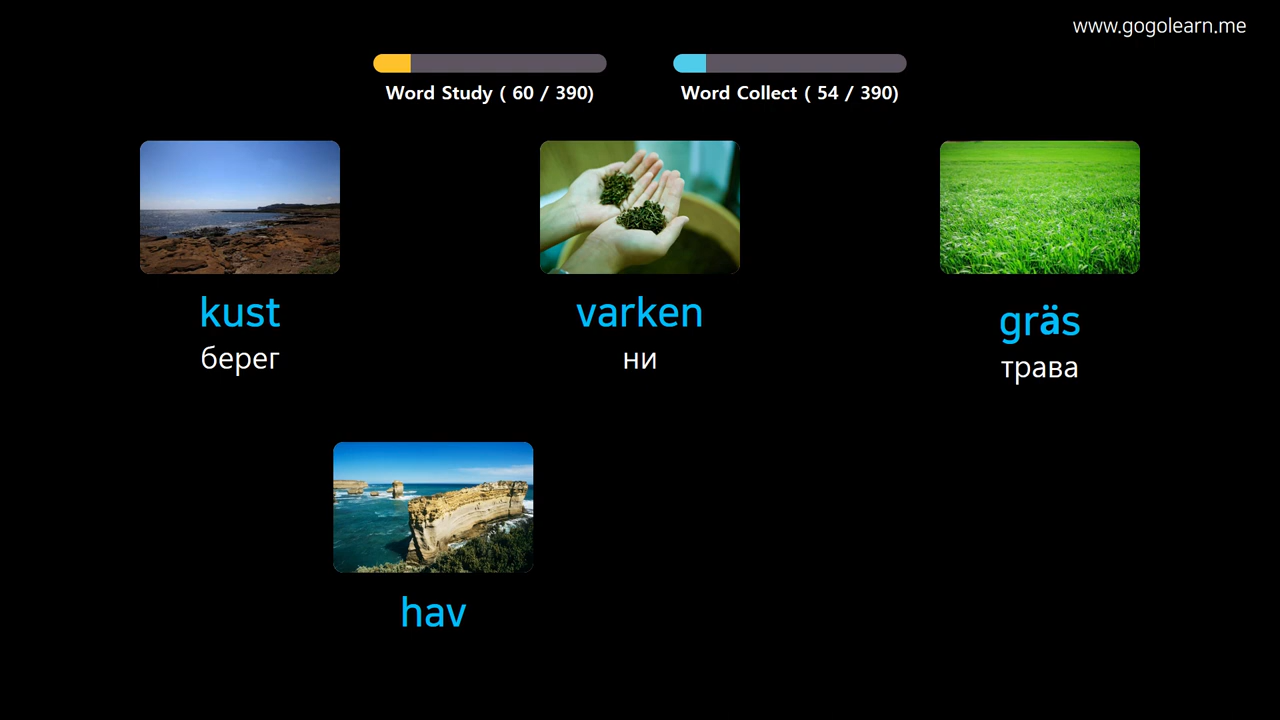 www.gogolearn.me
Word Study ( 60 / 390)
Word Collect ( 54 / 390)
kust
берег
varken
ни
gräs
трава
hav